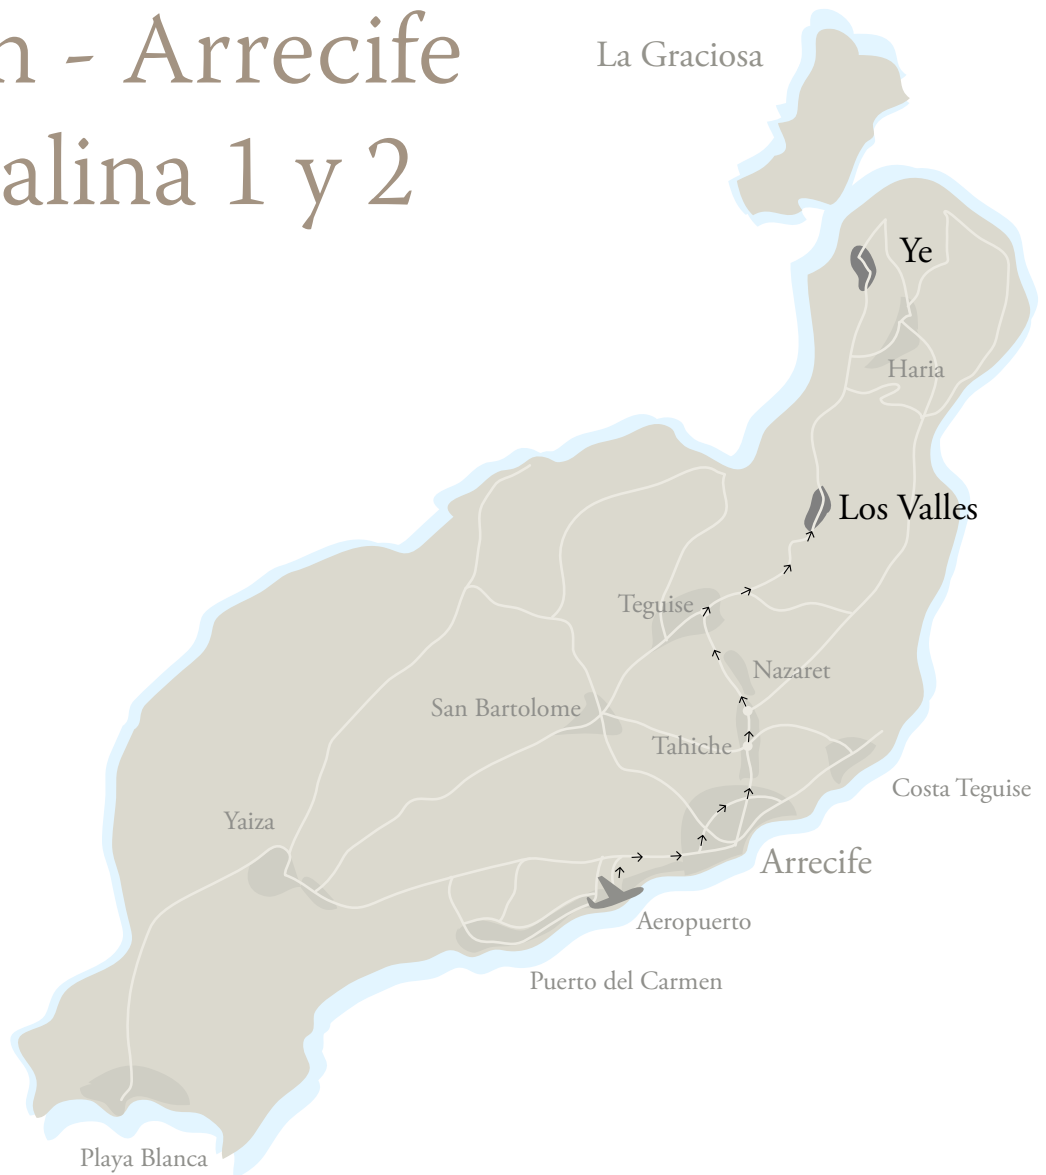 n - Arrecife
alina 1 y 2
La Graciosa
Ye
Haria
Los Valles
Teguise
Nazaret
San Bartolome
Tahiche
Costa Teguise
Yaiza
Arrecife
Aeropuerto
Puerto del Carmen
Playa Blanca